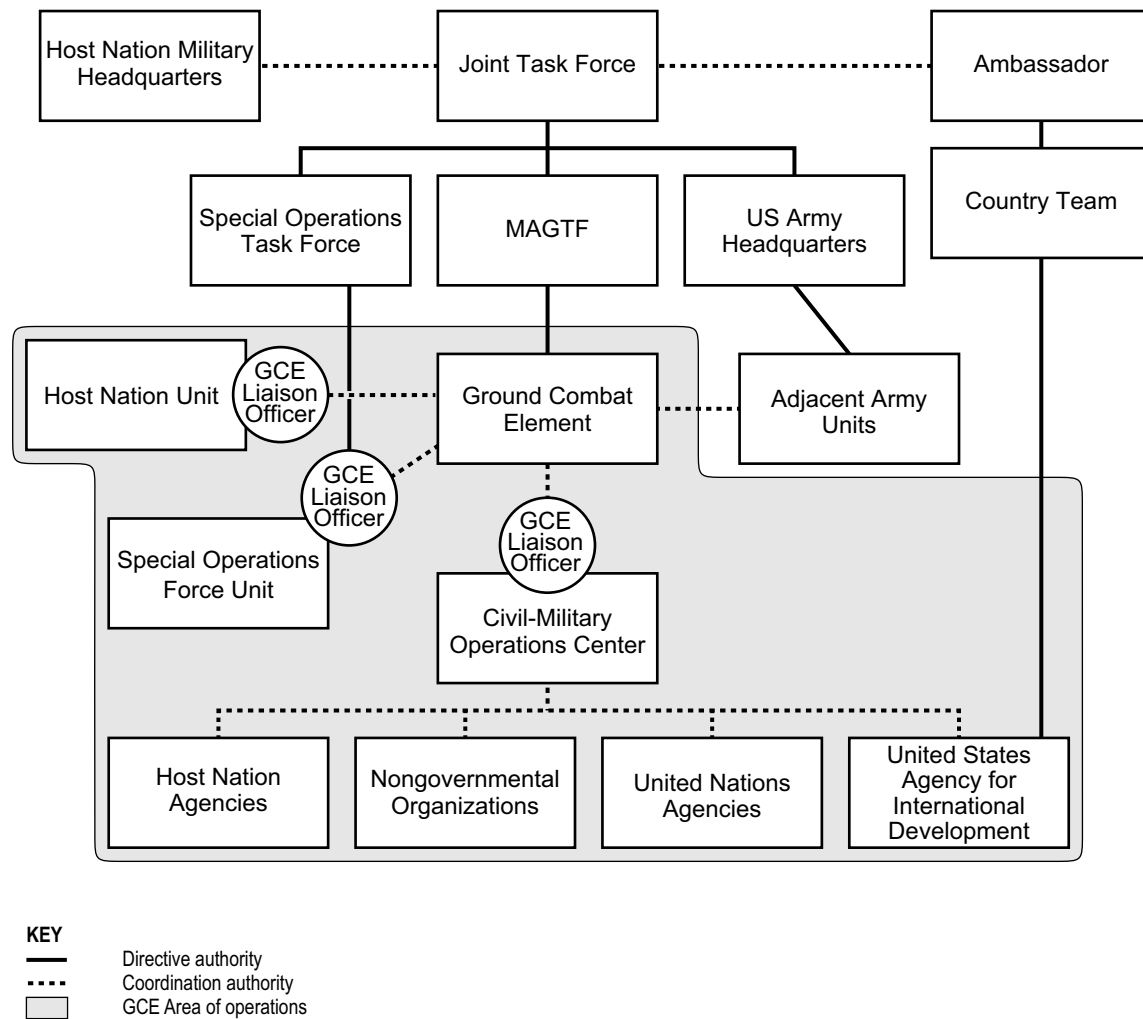 Host Nation Military
Headquarters
Joint Task Force
Ambassador
Special Operations
Task Force
MAGTF
US Army
Headquarters
Country Team
Host Nation Unit
GCE
Liaison
Officer
Ground Combat
Element
Adjacent Army
Units
GCE
Liaison
Officer
Special Operations
Force Unit
GCE
Liaison
Officer
Civil-Military
Operations Center
Host Nation
Agencies
Nongovernmental
Organizations
United Nations
Agencies
United States
Agency for
International
Development
KEY
Directive authority
Coordination authority
GCE Area of operations